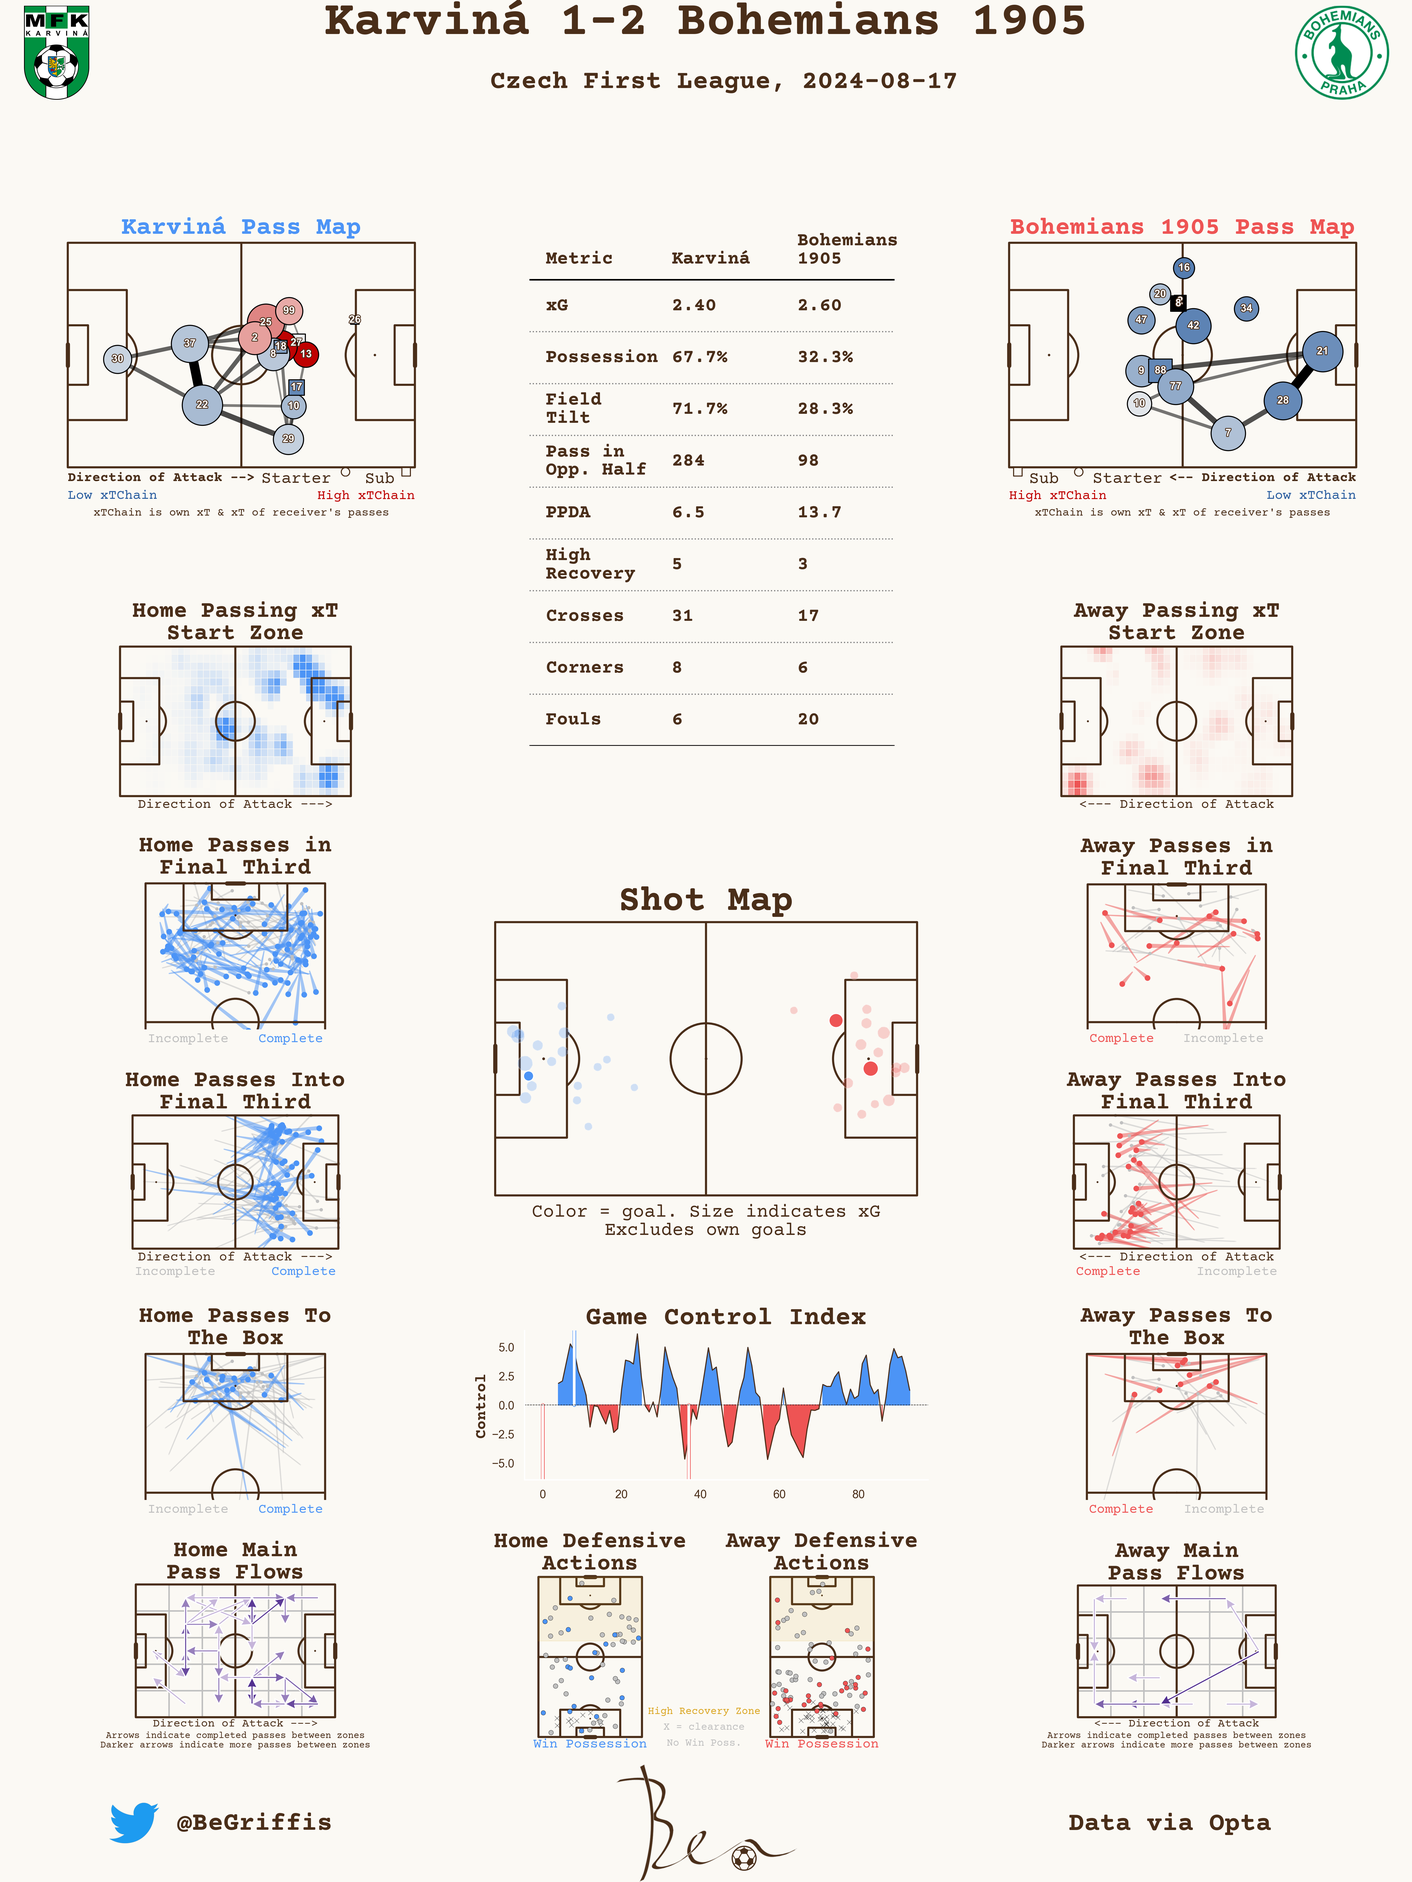 Karviná 1-2 Bohemians 1905
Czech First League, 2024-08-17
MFK
KARVINÁ
BOHEMIANS
PRAHA
Karviná Pass Map
30
37
22
25
2
99
8
18
27
13
17
10
29
26
Direction of Attack --> Starter Sub
Low xTChain High xTChain
xTChain is own xT & xT of receiver's passes
Metric Karviná Bohemians 1905
xG 2.40 2.60
Possession 67.7% 32.3%
Field Tilt 71.7% 28.3%
Pass in Opp. Half 284 98
PPDA 6.5 13.7
High Recovery 5 3
Crosses 31 17
Corners 8 6
Fouls 6 20
Bohemians 1905 Pass Map
16
20
8
34
47
42
21
9
88
77
10
28
7
Sub Starter <-- Direction of Attack
High xTChain Low xTChain
xTChain is own xT & xT of receiver's passes
Home Passing xT
Start Zone
Direction of Attack --->
Away Passing xT
Start Zone
<--- Direction of Attack
Home Passes in
Final Third
Incomplete Complete
Away Passes in
Final Third
Complete Incomplete
Shot Map
Color = goal. Size indicates xG
Excludes own goals
Home Passes Into
Final Third
Direction of Attack --->
Incomplete Complete
Away Passes Into
Final Third
<--- Direction of Attack
Complete Incomplete
Home Passes To
The Box
Incomplete Complete
Game Control Index
Control
5.0
2.5
0.0
−2.5
−5.0
0 20 40 60 80
Away Passes To
The Box
Complete Incomplete
Home Main
Pass Flows
Direction of Attack --->
Arrows indicate completed passes between zones
Darker arrows indicate more passes between zones
Home Defensive
Actions
Win Possession
Away Defensive
Actions
Win Possession
High Recovery Zone
X = clearance
No Win Poss.
Away Main
Pass Flows
<--- Direction of Attack
Arrows indicate completed passes between zones
Darker arrows indicate more passes between zones
@BeGriffis
Ben
Data via Opta